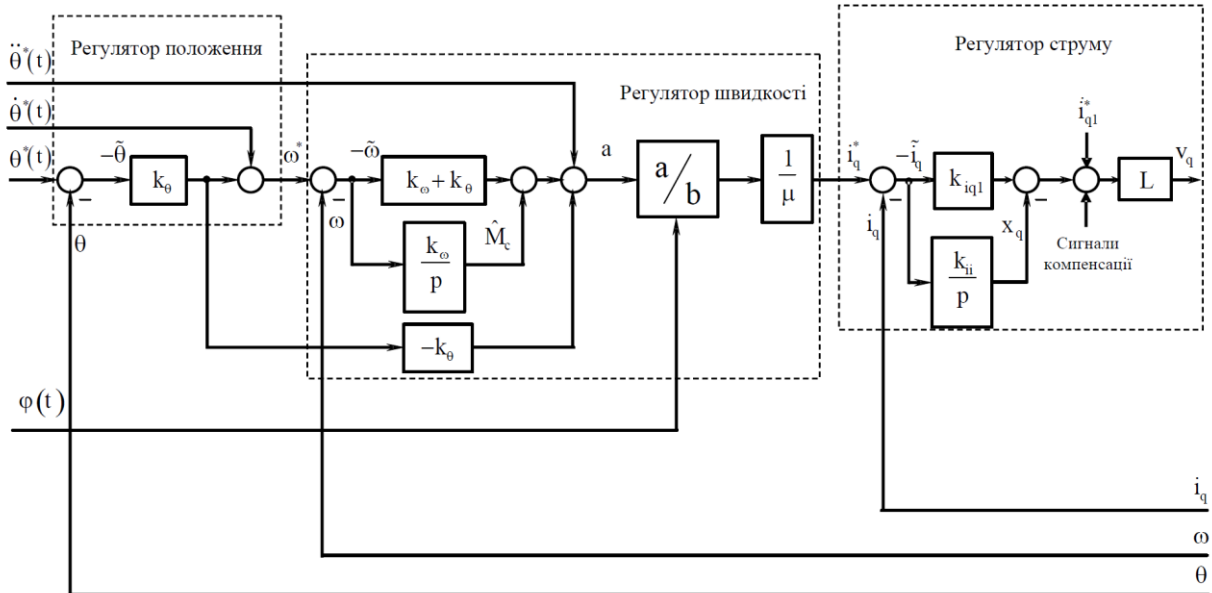 Регулятор положення
Регулятор швидкості
Регулятор струму
θ̈*(t)
θ̇*(t)
θ*(t)
−θ̃
k_θ
−
θ
ω*
−ω̃
−
ω
k_ω + k_θ
k_ω
p
M̂_c
−k_θ
a
a/b
1
μ
φ(t)
i*_q
−ĩ_q
−
i_q
k_iq1
k_ii
p
x_q
−
i̇*_q1
Сигнали
компенсації
L
v_q
i_q
ω
θ